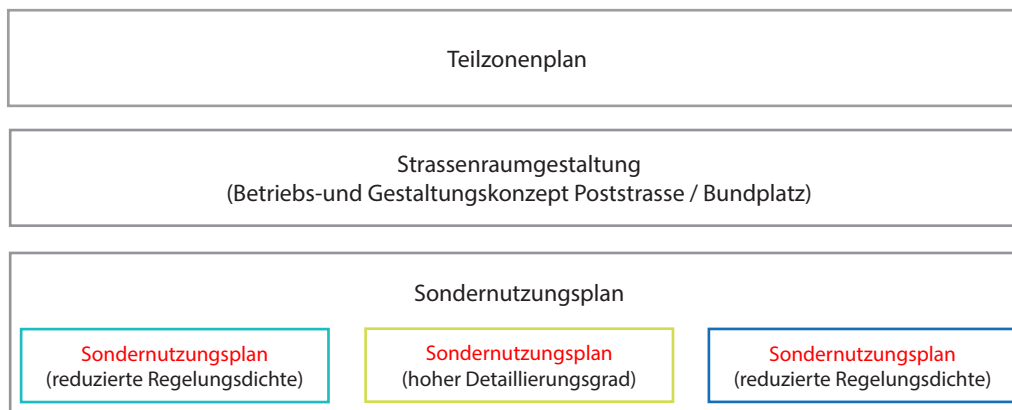 Teilzonenplan
Strassenraumgestaltung
(Betriebs-und Gestaltungskonzept Poststrasse / Bundplatz)
Sondernutzungsplan
Sondernutzungsplan
(reduzierte Regelungsdichte)
Sondernutzungsplan
(hoher Detaillierungsgrad)
Sondernutzungsplan
(reduzierte Regelungsdichte)